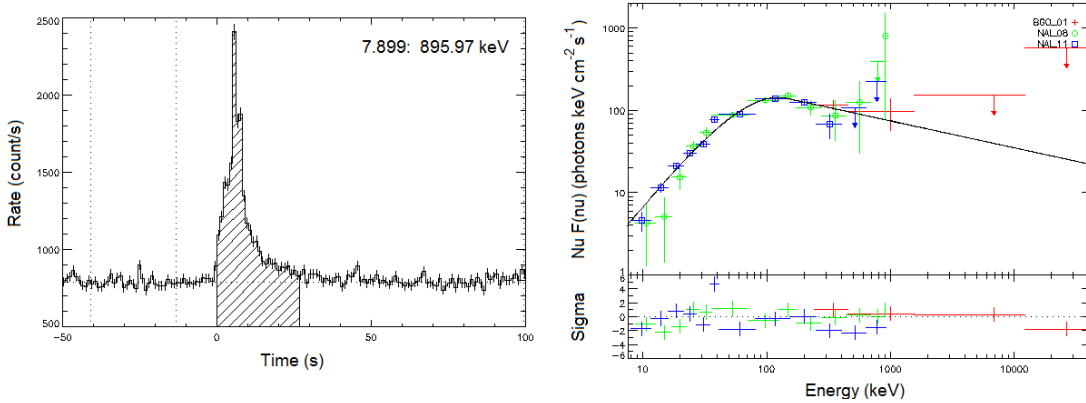 7.899: 895.97 keV
Rate (count/s)
2500
2000
1500
1000
500
−50
0
50
100
Time (s)
BGO_01
NAI_08
NAI_11
Nu F(nu) (photons keV cm-2 s-1)
1000
100
10
1
Sigma
6
4
2
0
−2
−4
−6
10
100
1000
10000
Energy (keV)